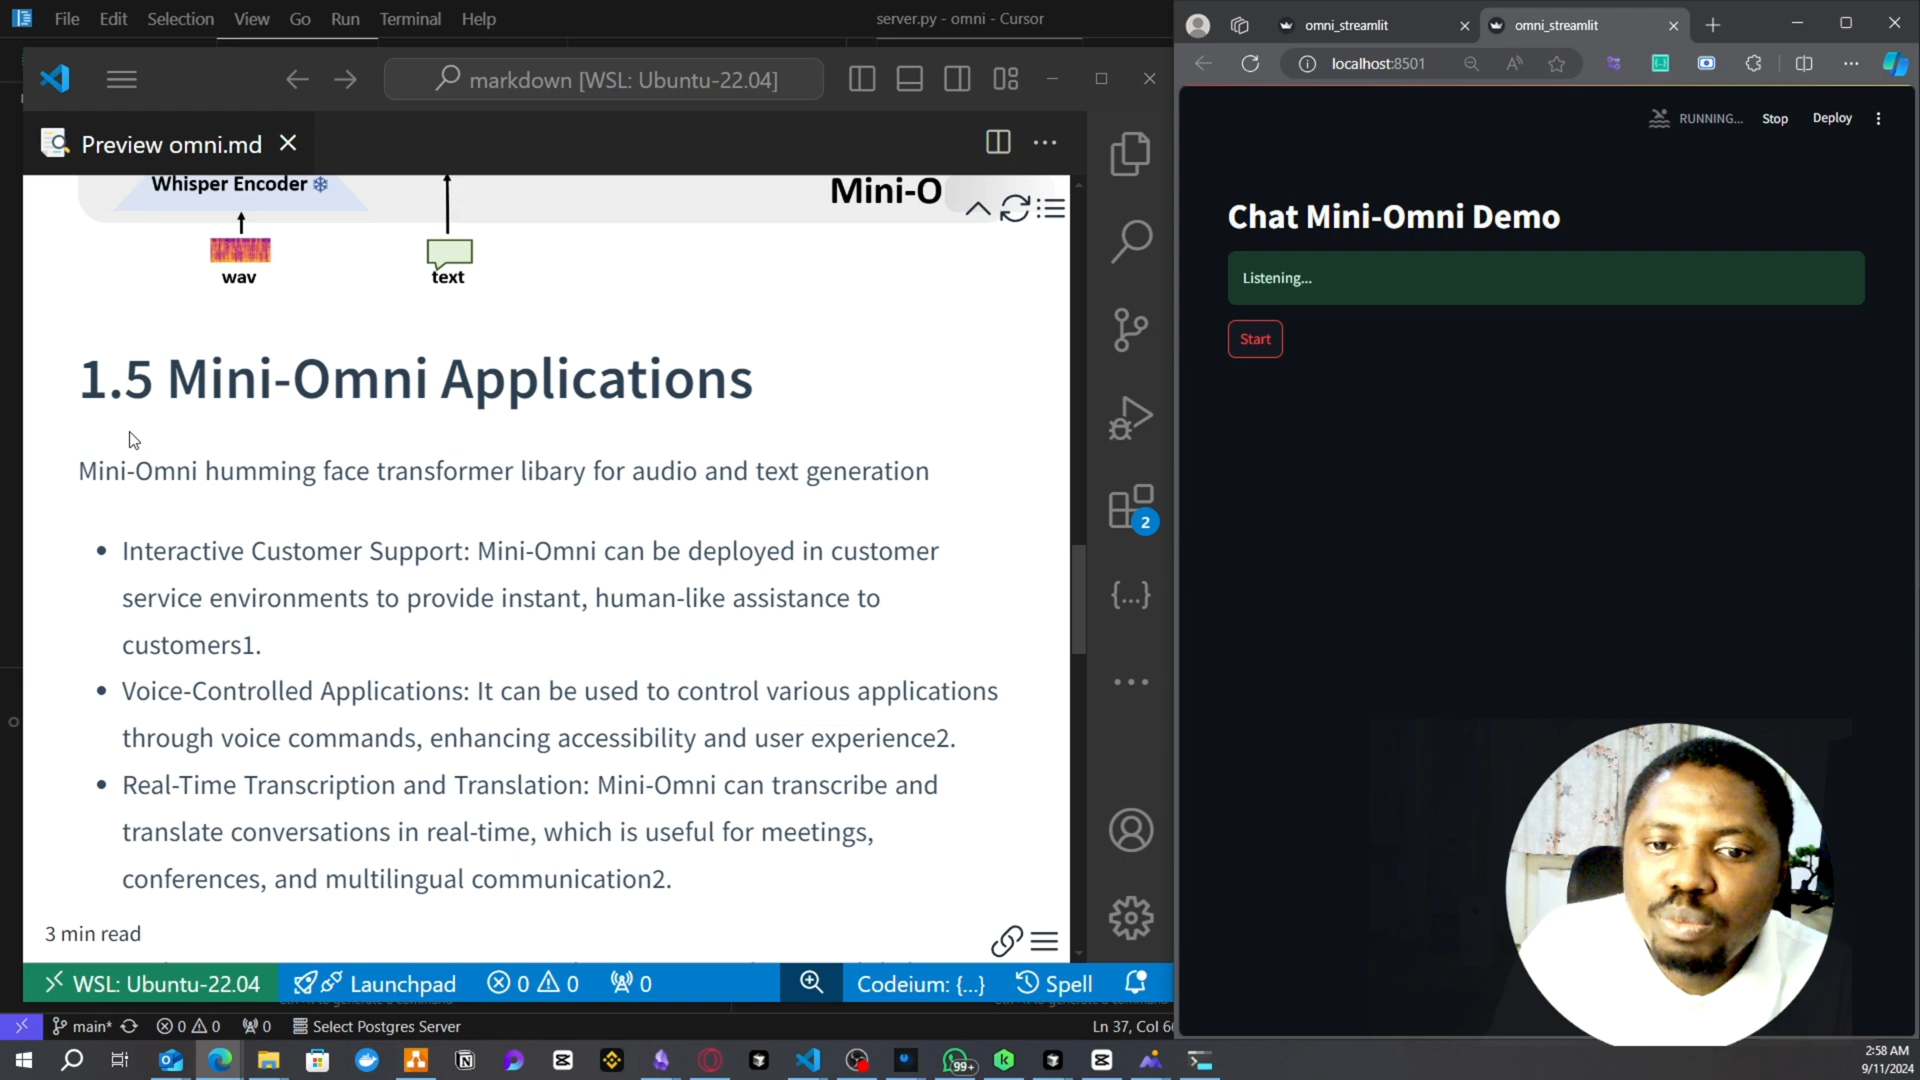 File Edit Selection View Go Run Terminal Help
server.py - omni - Cursor
markdown [WSL: Ubuntu-22.04]
Preview omni.md
Whisper Encoder
Mini-O
wav
text
1.5 Mini-Omni Applications
Mini-Omni humming face transformer libary for audio and text generation
Interactive Customer Support: Mini-Omni can be deployed in customer
service environments to provide instant, human-like assistance to
customers1.
Voice-Controlled Applications: It can be used to control various applications
through voice commands, enhancing accessibility and user experience2.
Real-Time Transcription and Translation: Mini-Omni can transcribe and
translate conversations in real-time, which is useful for meetings,
conferences, and multilingual communication2.
3 min read
2
WSL: Ubuntu-22.04 Launchpad 0 0 0 Codeium: {...} Spell
main* 0 0 0 Select Postgres Server
Ln 37, Col 6
omni_streamlit
omni_streamlit
localhost:8501
RUNNING... Stop Deploy
Chat Mini-Omni Demo
Listening...
Start
99+
2:58 AM
9/11/2024